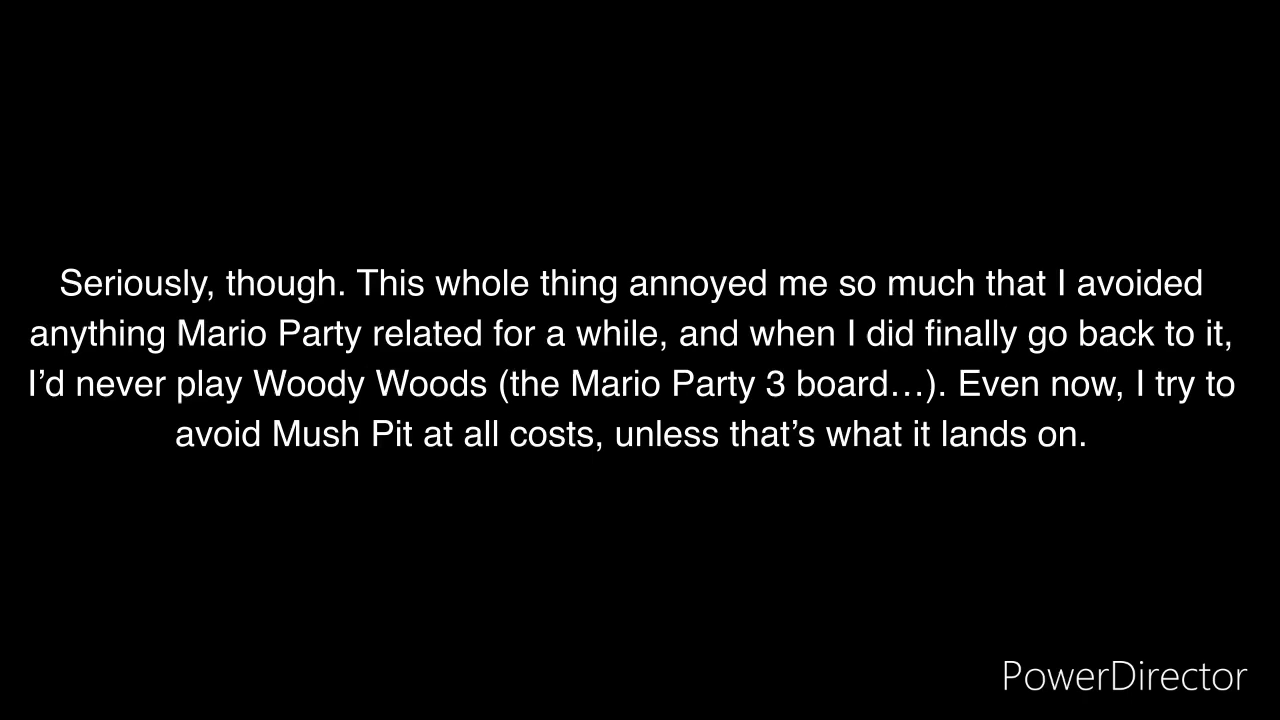 Seriously, though. This whole thing annoyed me so much that I avoided
anything Mario Party related for a while, and when I did finally go back to it,
I’d never play Woody Woods (the Mario Party 3 board…). Even now, I try to
avoid Mush Pit at all costs, unless that’s what it lands on.
PowerDirector